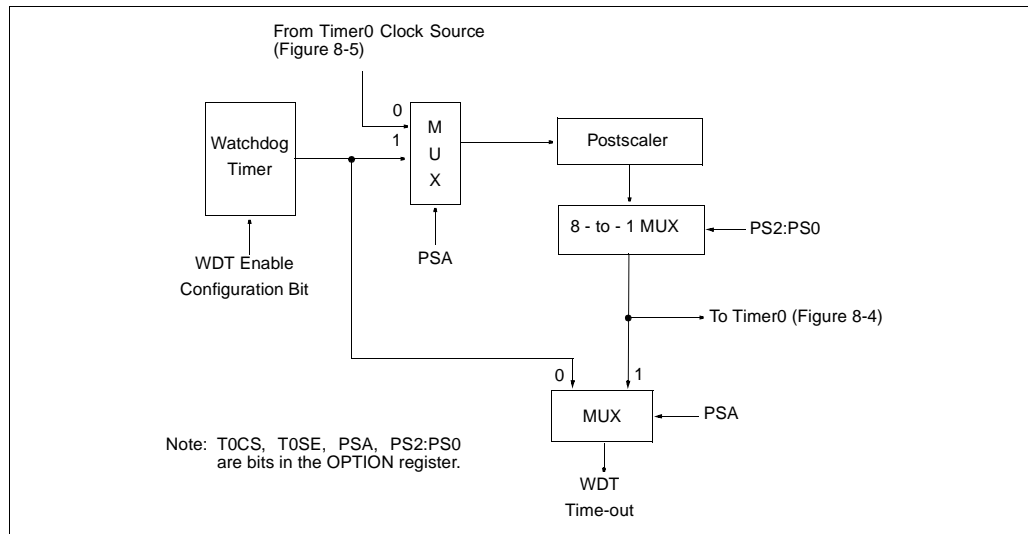 From Timer0 Clock Source
(Figure 8-5)
0
1
M
U
X
Watchdog
Timer
Postscaler
8 - to - 1 MUX
PS2:PS0
PSA
WDT Enable
Configuration Bit
To Timer0 (Figure 8-4)
0
1
MUX
PSA
Note: T0CS, T0SE, PSA, PS2:PS0
are bits in the OPTION register.
WDT
Time-out